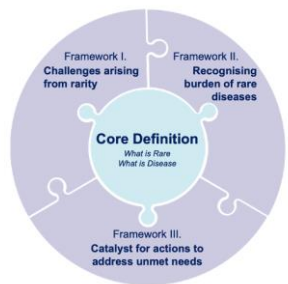 Framework I.
Challenges arising
from rarity
Framework II.
Recognising
burden of rare
diseases
Core Definition
What is Rare
What is Disease
Framework III.
Catalyst for actions to
address unmet needs